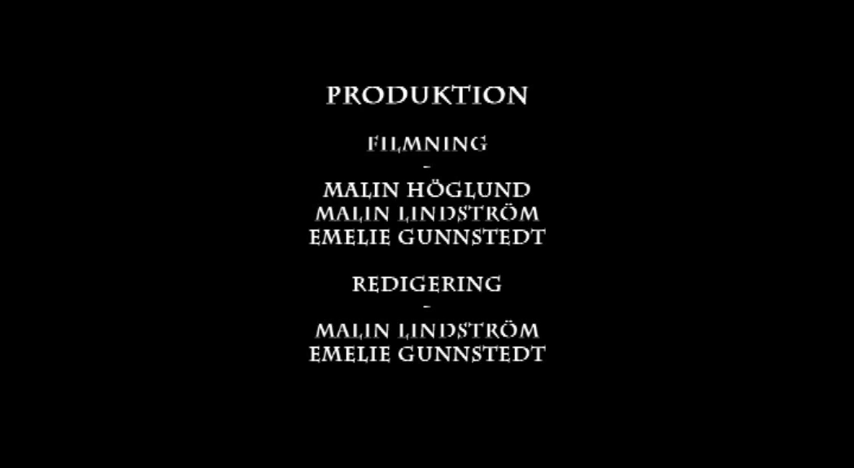 PRODUKTION
FILMNING
-
MALIN HÖGLUND
MALIN LINDSTRÖM
EMELIE GUNNSTEDT
REDIGERING
-
MALIN LINDSTRÖM
EMELIE GUNNSTEDT